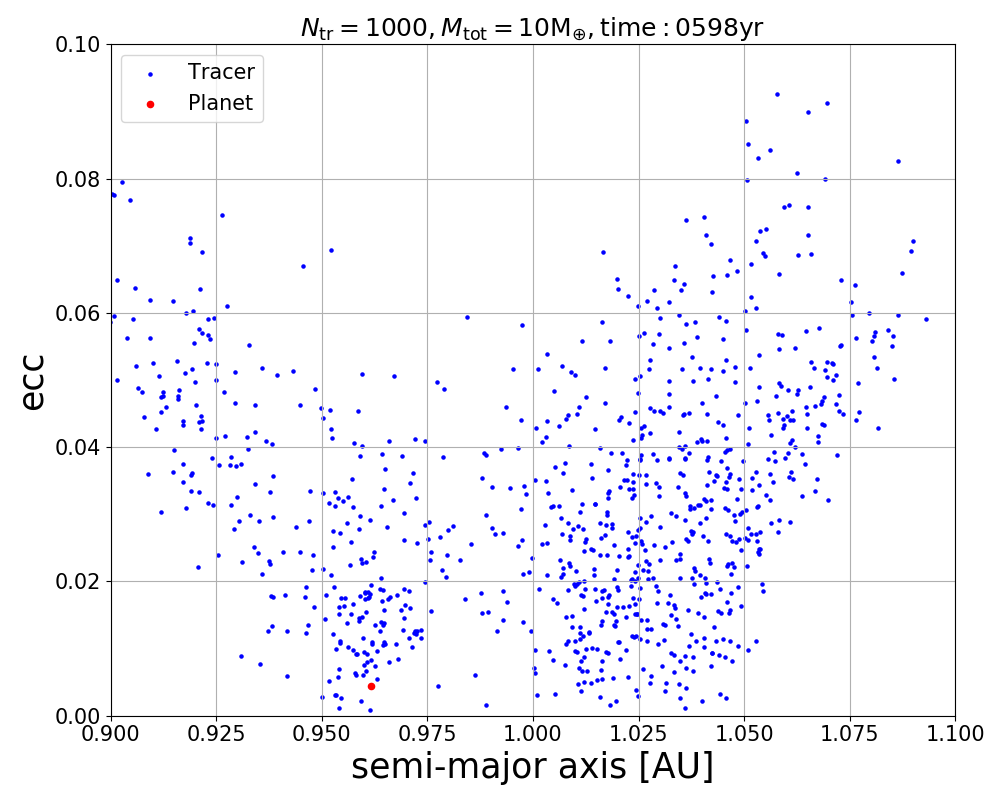 N_tr = 1000, M_tot = 10M_⊕, time : 0598yr
Tracer
Planet
ecc
0.10
0.08
0.06
0.04
0.02
0.00
0.900 0.925 0.950 0.975 1.000 1.025 1.050 1.075 1.100
semi-major axis [AU]